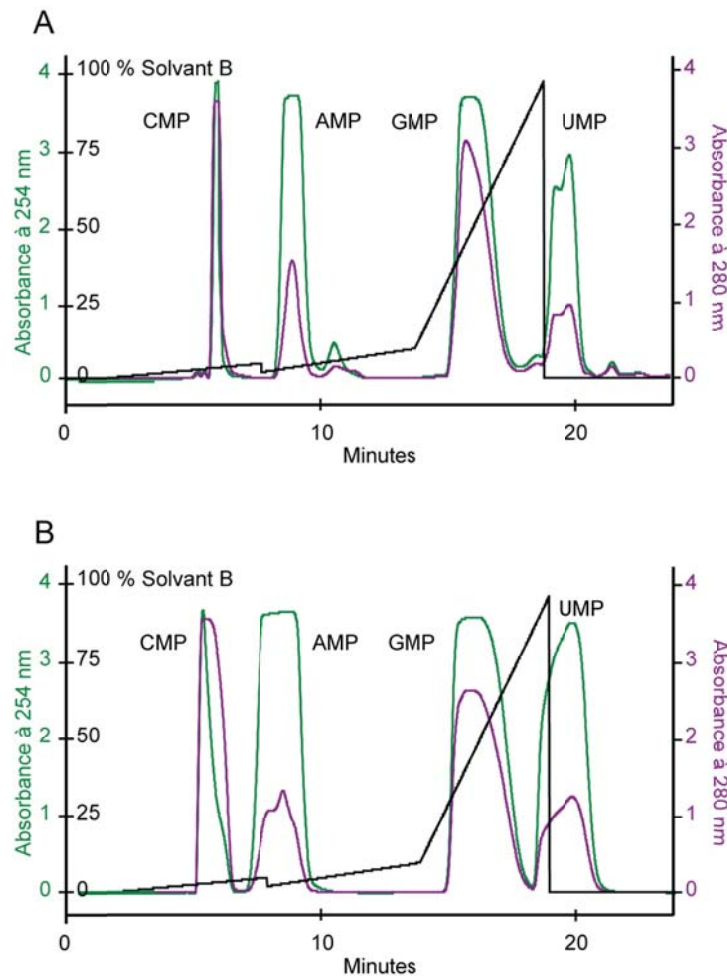 A
100 % Solvant B
4
3
2
1
0
Absorbance à 254 nm
75
50
25
0
CMP
AMP
GMP
UMP
4
3
2
1
0
Absorbance à 280 nm
0
10
20
Minutes
B
100 % Solvant B
4
3
2
1
0
Absorbance à 254 nm
75
50
25
0
CMP
AMP
GMP
UMP
4
3
2
1
0
Absorbance à 280 nm
0
10
20
Minutes